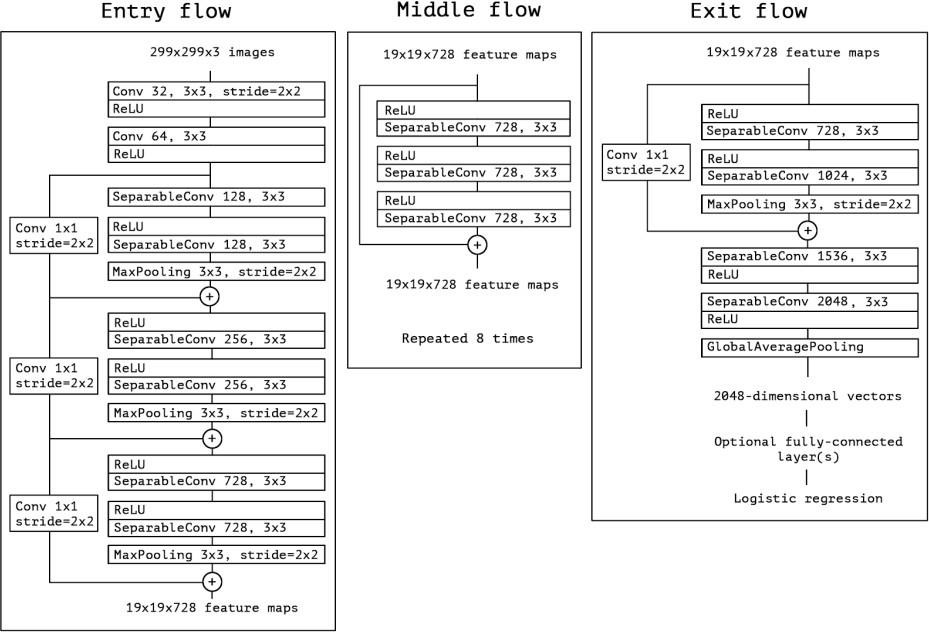 Entry flow
299x299x3 images
Conv 32, 3x3, stride=2x2
ReLU
Conv 64, 3x3
ReLU
SeparableConv 128, 3x3
Conv 1x1
stride=2x2
ReLU
SeparableConv 128, 3x3
MaxPooling 3x3, stride=2x2
+
ReLU
SeparableConv 256, 3x3
Conv 1x1
stride=2x2
ReLU
SeparableConv 256, 3x3
MaxPooling 3x3, stride=2x2
+
ReLU
SeparableConv 728, 3x3
Conv 1x1
stride=2x2
ReLU
SeparableConv 728, 3x3
MaxPooling 3x3, stride=2x2
+
19x19x728 feature maps
Middle flow
19x19x728 feature maps
ReLU
SeparableConv 728, 3x3
ReLU
SeparableConv 728, 3x3
ReLU
SeparableConv 728, 3x3
+
19x19x728 feature maps
Repeated 8 times
Exit flow
19x19x728 feature maps
ReLU
SeparableConv 728, 3x3
Conv 1x1
stride=2x2
ReLU
SeparableConv 1024, 3x3
MaxPooling 3x3, stride=2x2
+
SeparableConv 1536, 3x3
ReLU
SeparableConv 2048, 3x3
ReLU
GlobalAveragePooling
2048-dimensional vectors
Optional fully-connected
layer(s)
Logistic regression